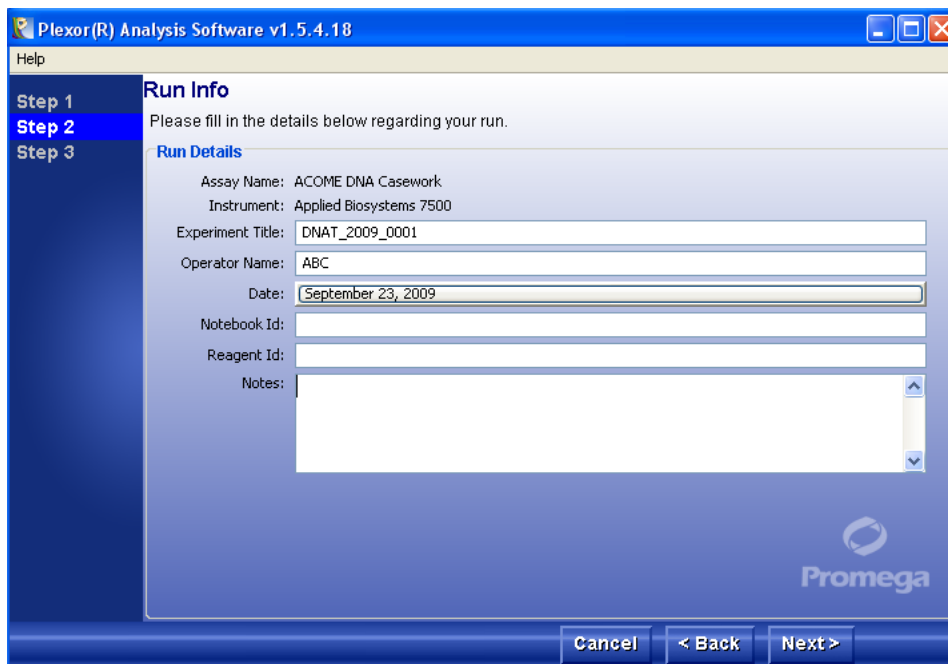 Plexor(R) Analysis Software v1.5.4.18
Help
Step 1
Step 2
Step 3
Run Info
Please fill in the details below regarding your run.
Run Details
Assay Name: ACOME DNA Casework
Instrument: Applied Biosystems 7500
Experiment Title: DNAT_2009_0001
Operator Name: ABC
Date: September 23, 2009
Notebook Id:
Reagent Id:
Notes:
Promega
Cancel < Back Next >